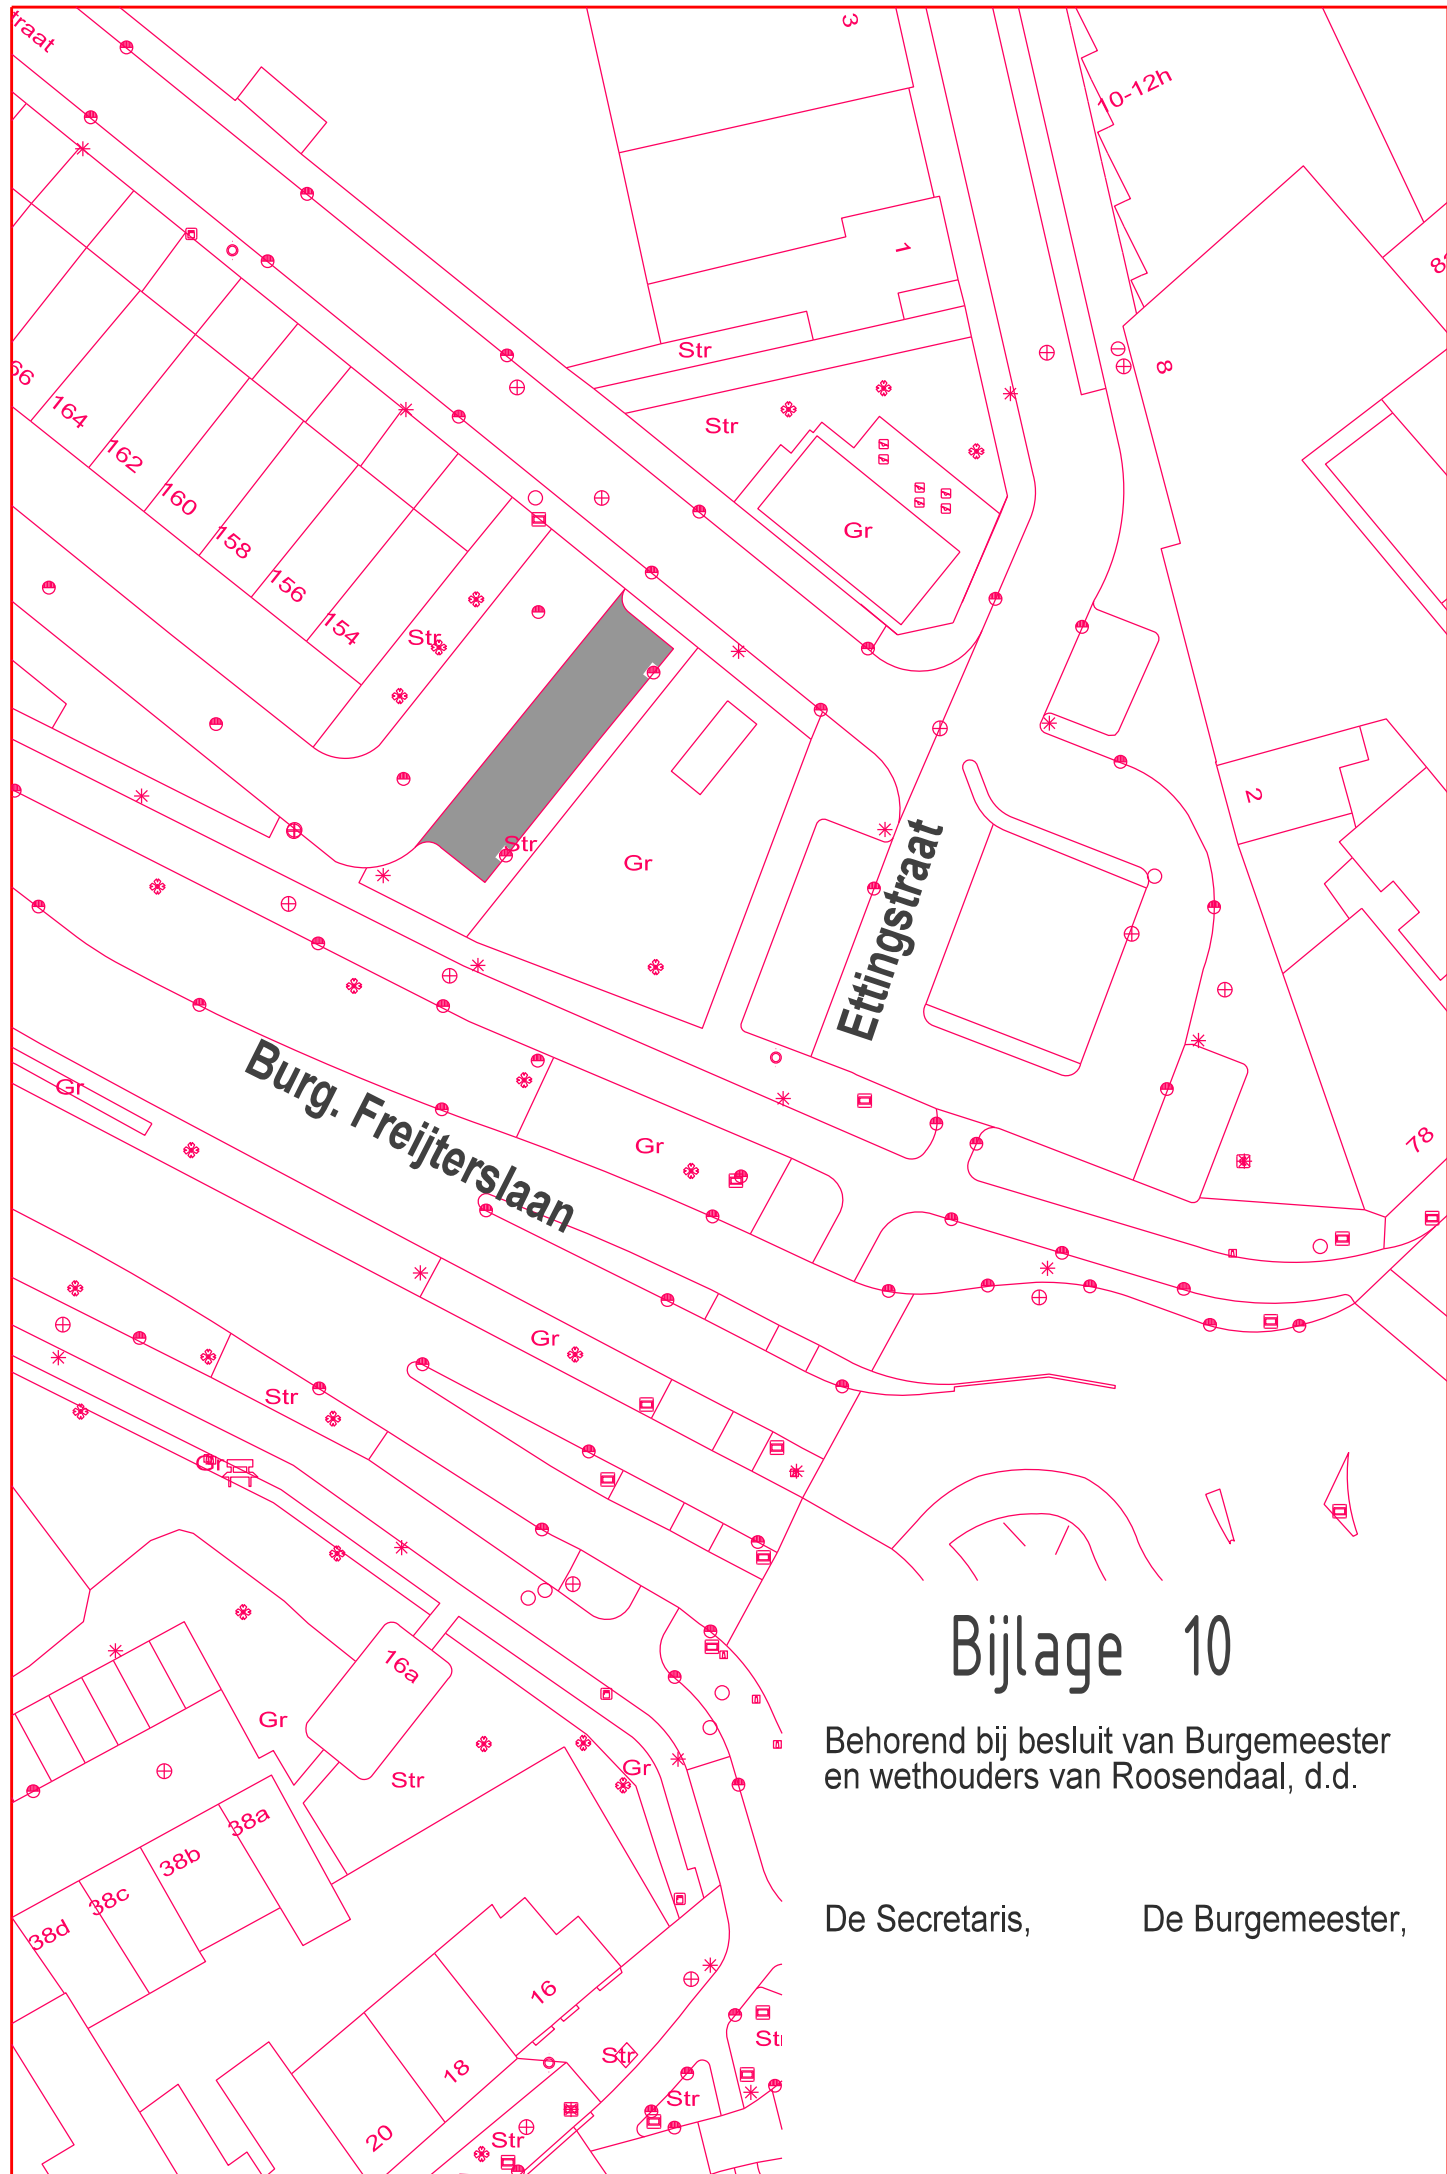 traat
3
10-12h
1
8
Str
Str
Gr
66
164
162
160
158
156
154
Str
Str
Gr
2
Ettingstraat
Burg. Freijterslaan
Gr
Gr
78
Gr
Str
Gr
16a
Gr
Str
Gr
38a
38b
38c
38d
16
18
20
Str
Str
Str
Str
Bijlage 10
Behorend bij besluit van Burgemeester
en wethouders van Roosendaal, d.d.
De Secretaris, De Burgemeester,